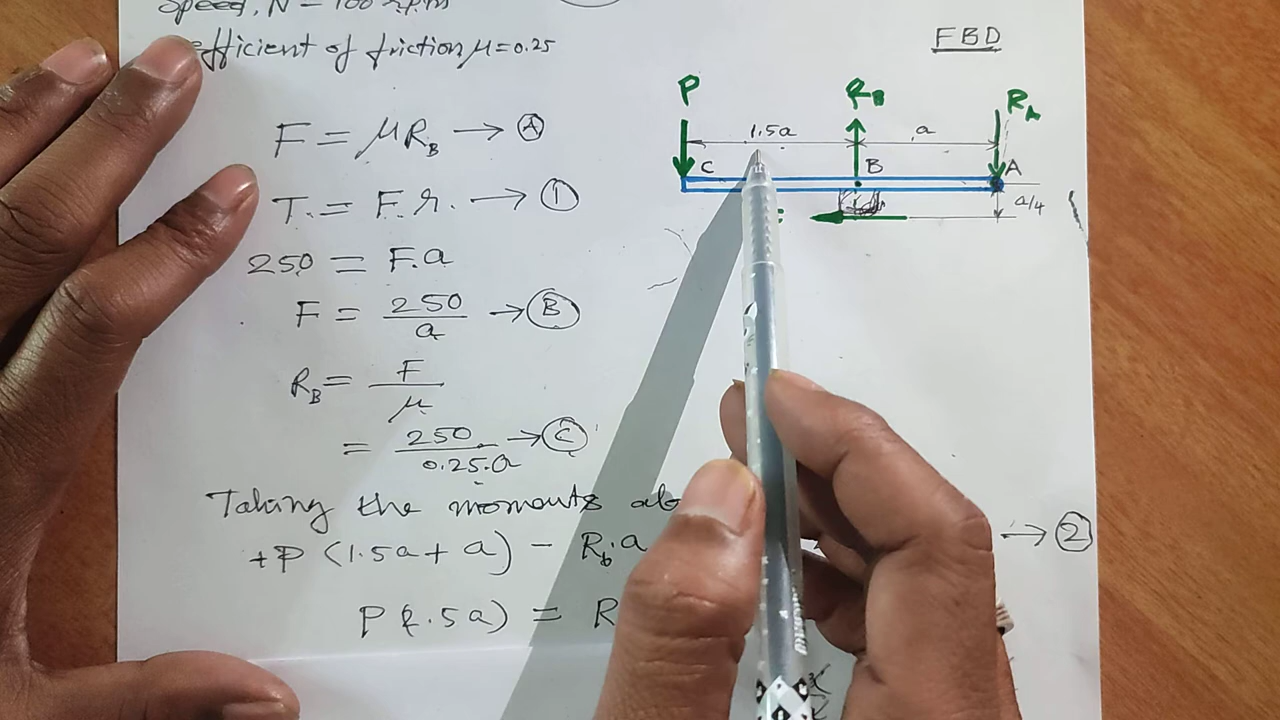 Speed, N = 100 rpm
efficient of friction μ = 0.25
FBD
P
R_B
R_A
1.5a
a
C
B
A
a/4
F = μR_B → Ⓐ
T. = F.r. → ①
250 = F.a
F = 250/a → Ⓑ
R_B = F/μ
= 250/0.25.a → Ⓒ
Taking the moments
+P (1.5a + a) - R_b.a → ②
P(2.5a) = R